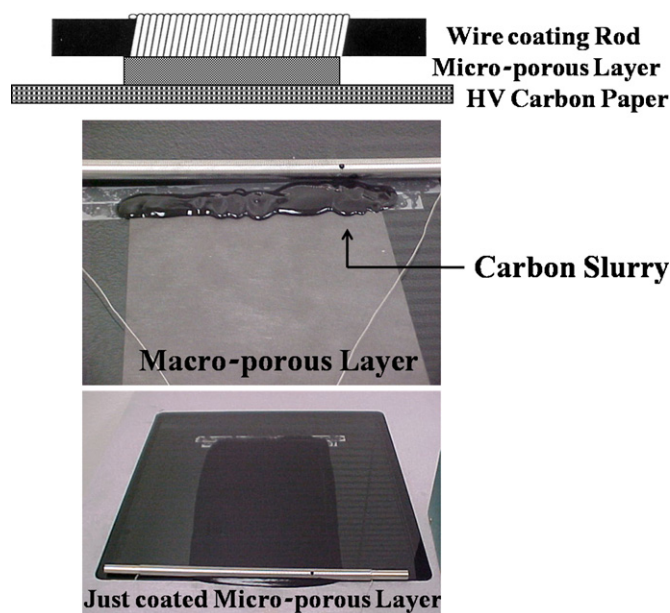 Wire coating Rod
Micro-porous Layer
HV Carbon Paper
Carbon Slurry
Macro-porous Layer
Just coated Micro-porous Layer